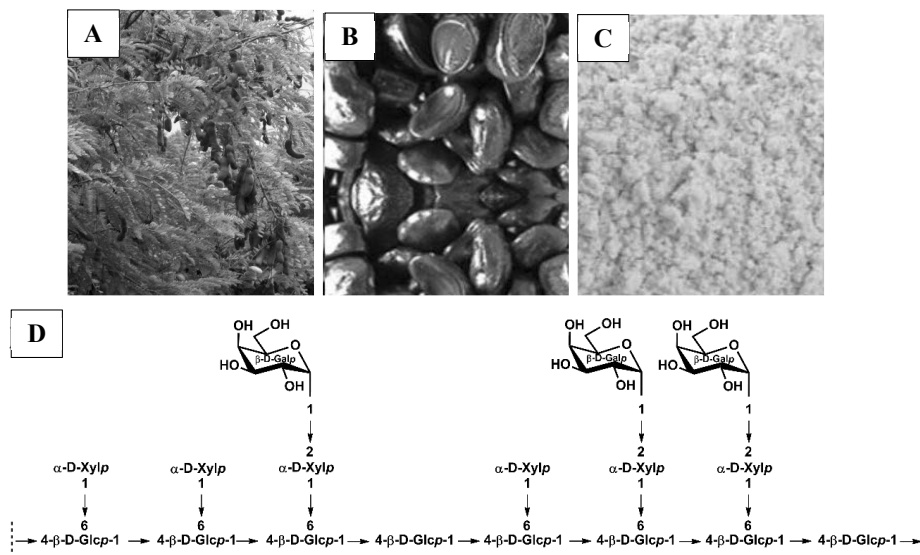 A B C
D
OH OH OH OH OH OH
O O O
β-D-Galp β-D-Galp β-D-Galp
HO HO HO
OH OH OH
1 1 1
2 2 2
α-D-Xylp α-D-Xylp α-D-Xylp α-D-Xylp α-D-Xylp α-D-Xylp
1 1 1 1 1 1
6 6 6 6 6 6
4-β-D-Glcp-1 4-β-D-Glcp-1 4-β-D-Glcp-1 4-β-D-Glcp-1 4-β-D-Glcp-1 4-β-D-Glcp-1 4-β-D-Glcp-1 4-β-D-Glcp-1